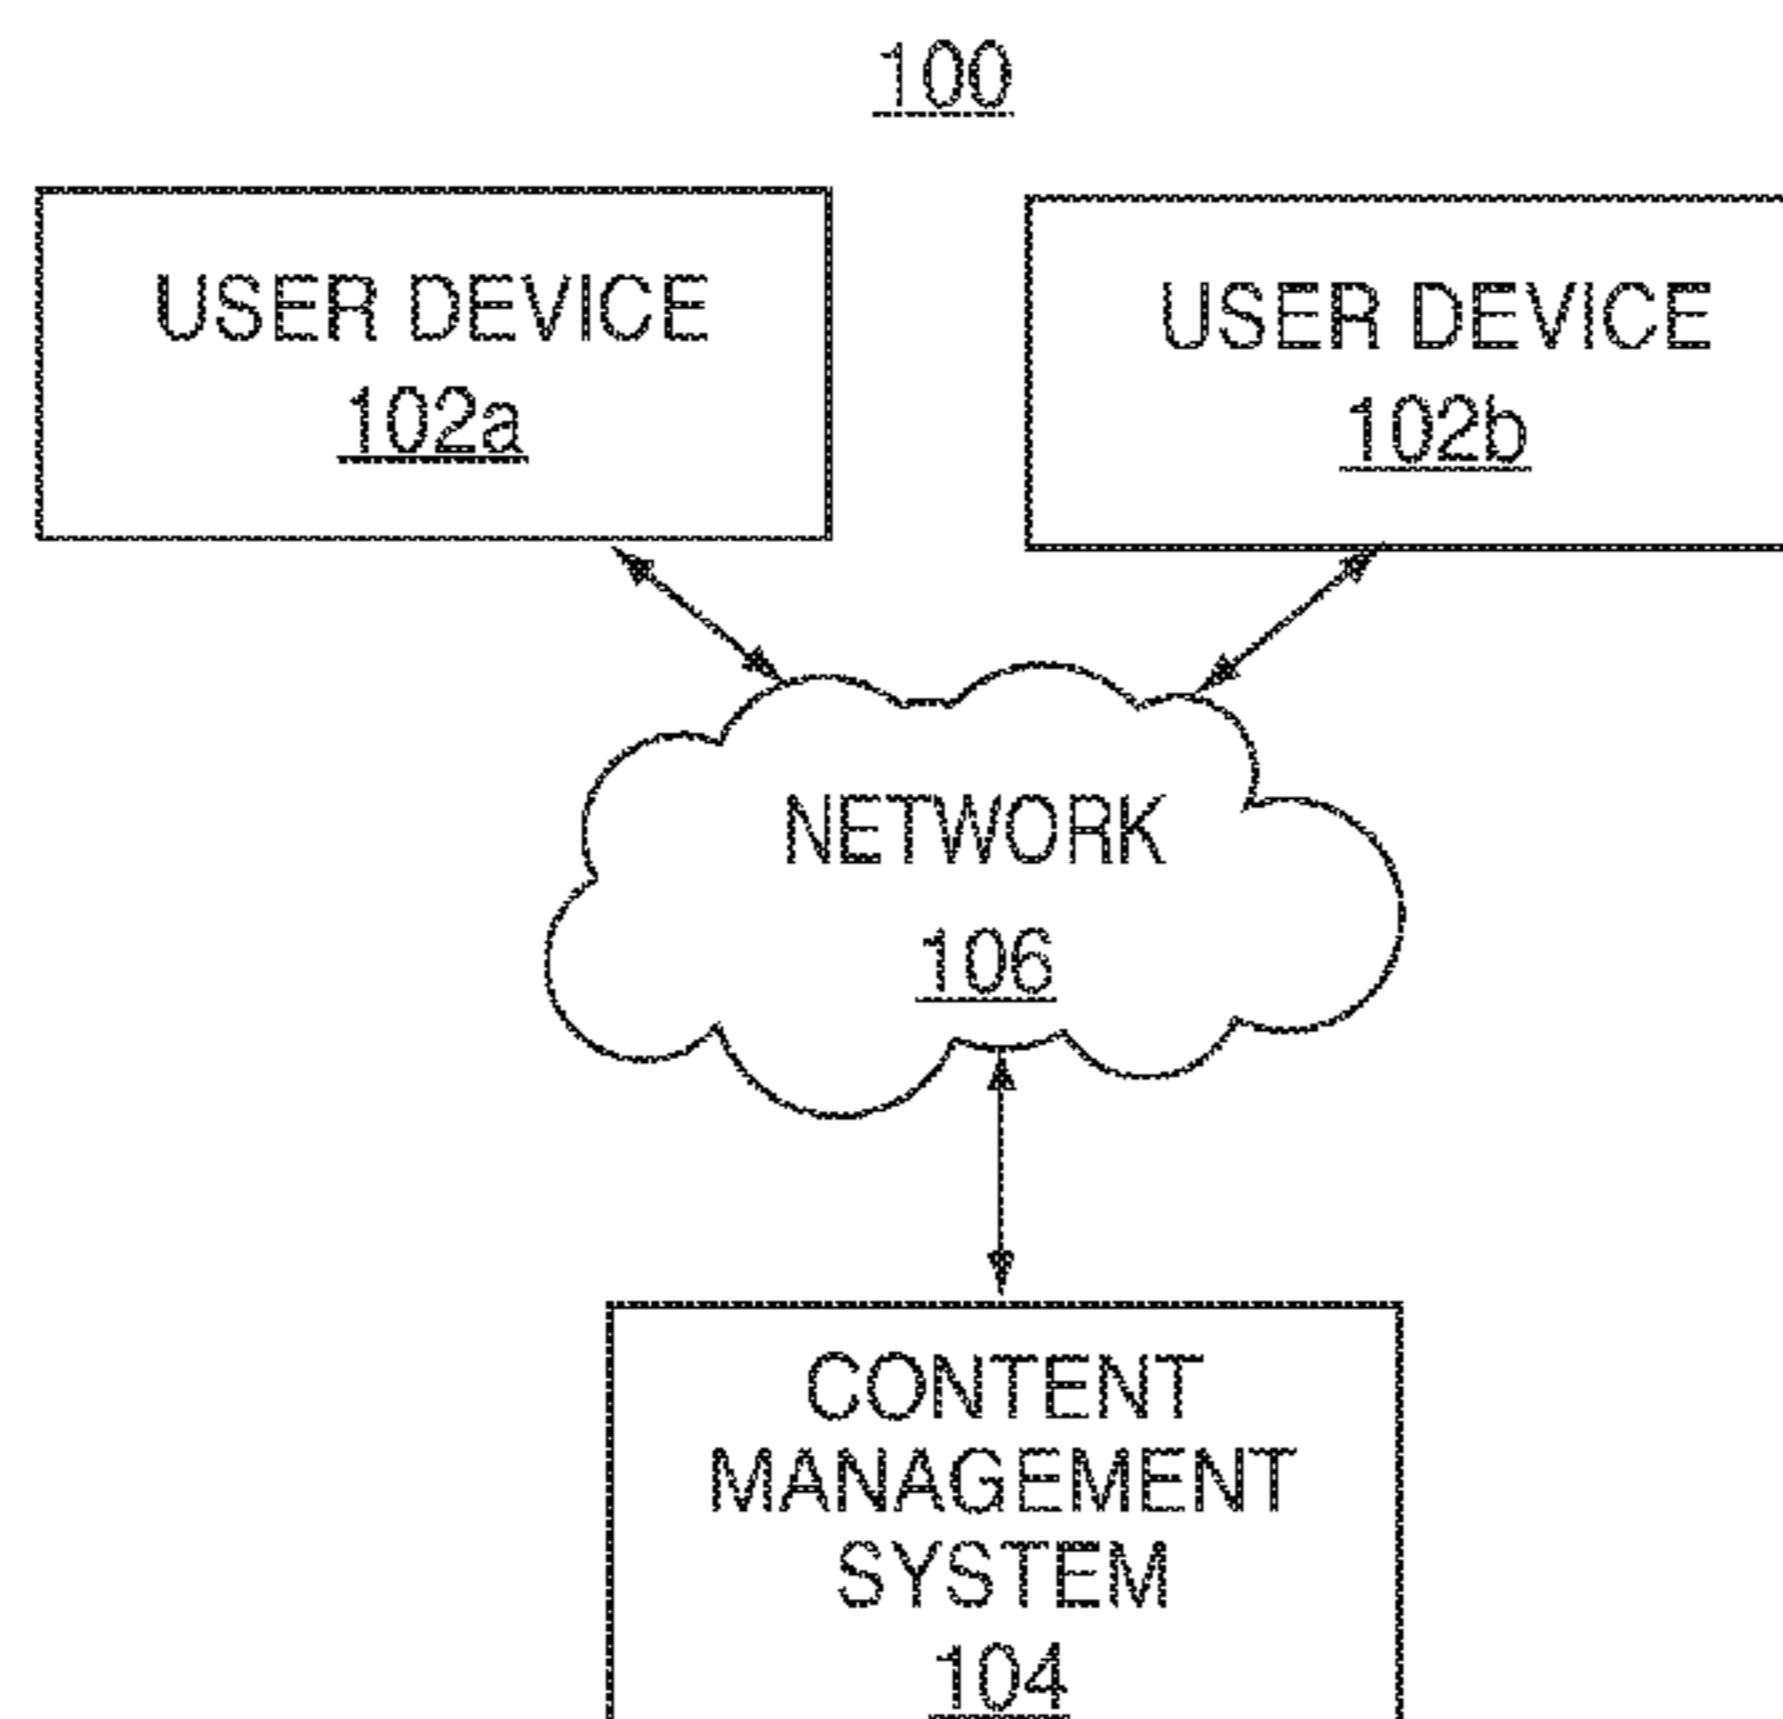 100
USER DEVICE
102a
USER DEVICE
102b
NETWORK
106
CONTENT
MANAGEMENT
SYSTEM
104